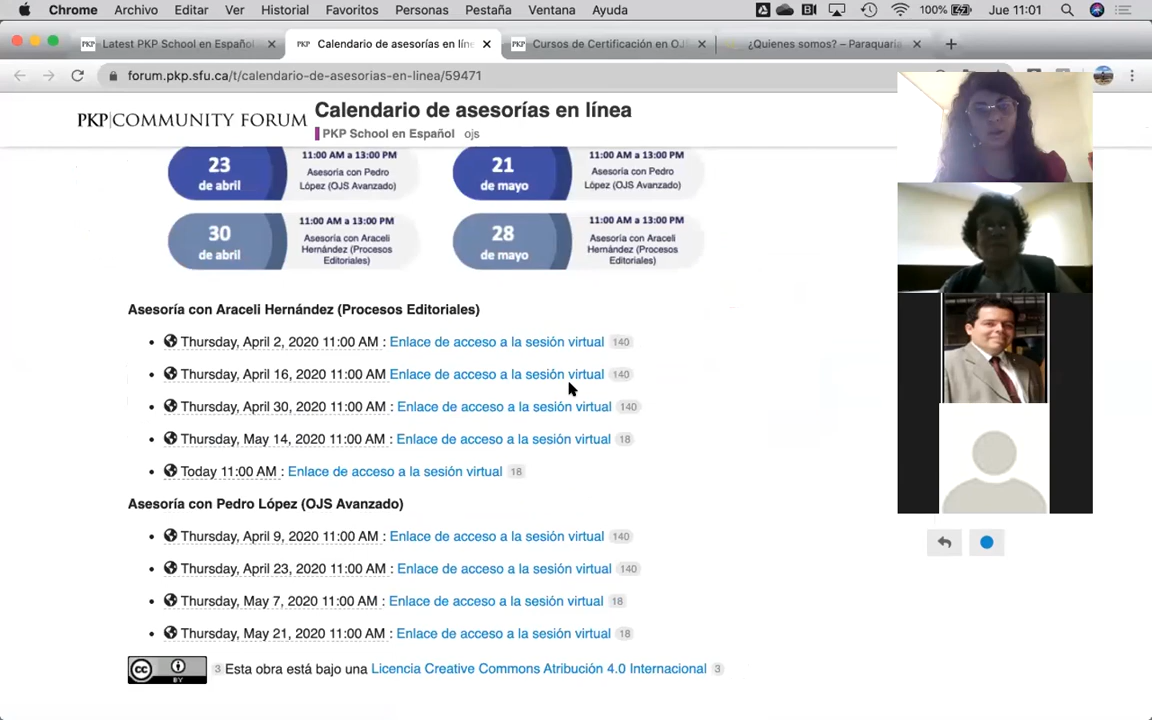 Chrome Archivo Editar Ver Historial Favoritos Personas Pestaña Ventana Ayuda 100% Jue 11:01
Latest PKP School en Español Calendario de asesorías en líne Cursos de Certificación en OJ ¿Quienes somos? – Paraquaria
forum.pkp.sfu.ca/t/calendario-de-asesorias-en-linea/59471
PKP|COMMUNITY FORUM
Calendario de asesorías en línea
PKP School en Español ojs
23 de abril
11:00 AM a 13:00 PM
Asesoría con Pedro
López (OJS Avanzado)
21 de mayo
11:00 AM a 13:00 PM
Asesoría con Pedro
López (OJS Avanzado)
30 de abril
11:00 AM a 13:00 PM
Asesoría con Araceli
Hernández (Procesos
Editoriales)
28 de mayo
11:00 AM a 13:00 PM
Asesoría con Araceli
Hernández (Procesos
Editoriales)
Asesoría con Araceli Hernández (Procesos Editoriales)
Thursday, April 2, 2020 11:00 AM : Enlace de acceso a la sesión virtual 140
Thursday, April 16, 2020 11:00 AM Enlace de acceso a la sesión virtual 140
Thursday, April 30, 2020 11:00 AM : Enlace de acceso a la sesión virtual 140
Thursday, May 14, 2020 11:00 AM : Enlace de acceso a la sesión virtual 18
Today 11:00 AM : Enlace de acceso a la sesión virtual 18
Asesoría con Pedro López (OJS Avanzado)
Thursday, April 9, 2020 11:00 AM : Enlace de acceso a la sesión virtual 140
Thursday, April 23, 2020 11:00 AM : Enlace de acceso a la sesión virtual 140
Thursday, May 7, 2020 11:00 AM : Enlace de acceso a la sesión virtual 18
Thursday, May 21, 2020 11:00 AM : Enlace de acceso a la sesión virtual 18
cc BY 3 Esta obra está bajo una Licencia Creative Commons Atribución 4.0 Internacional 3